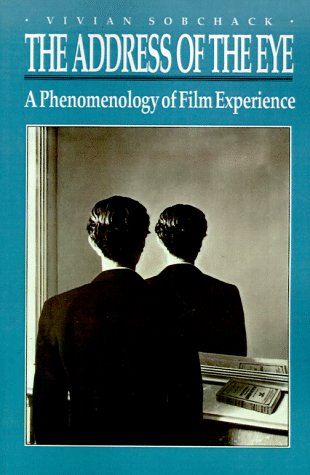 · VIVIAN SOBCHACK ·
THE ADDRESS OF THE EYE
A Phenomenology of Film Experience